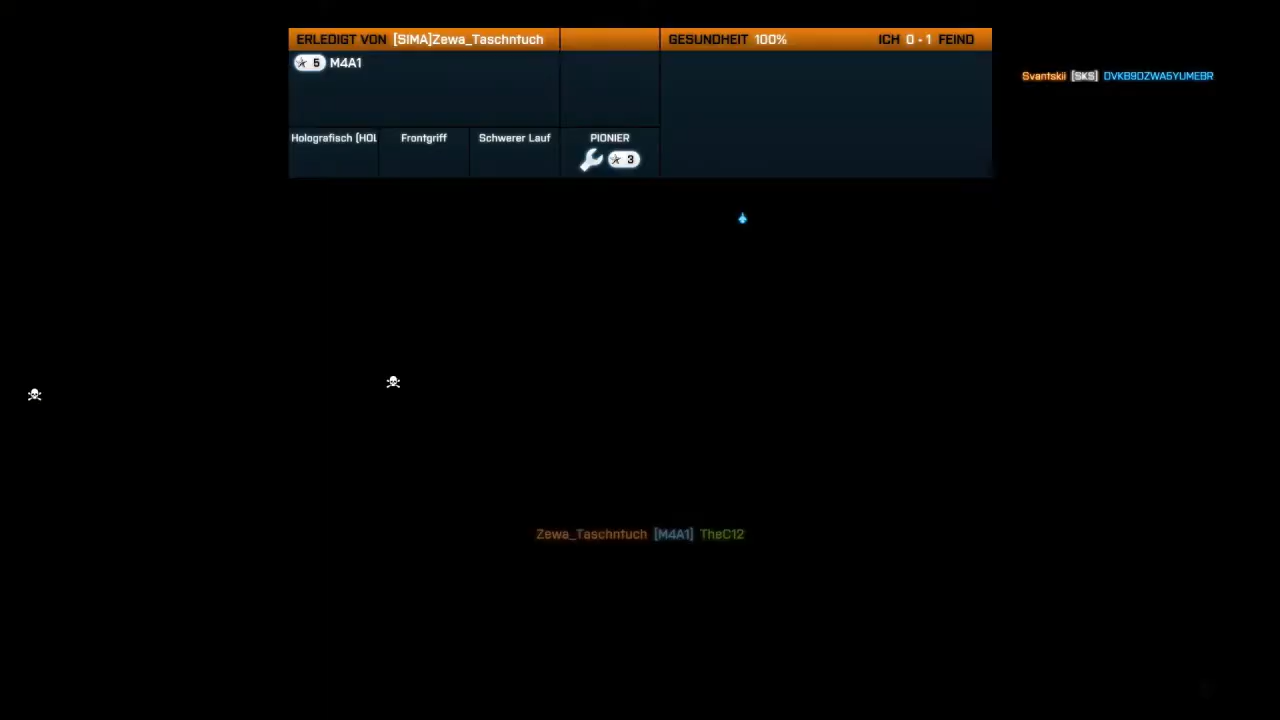 ERLEDIGT VON [SIMA]Zewa_Taschntuch GESUNDHEIT 100% ICH 0 - 1 FEIND
5 M4A1
Svantskii [SKS] DVKB9DZWA5YUMEBR
Holografisch (HOL Frontgriff Schwerer Lauf PIONIER
3
Zewa_Taschntuch [M4A1] TheC12